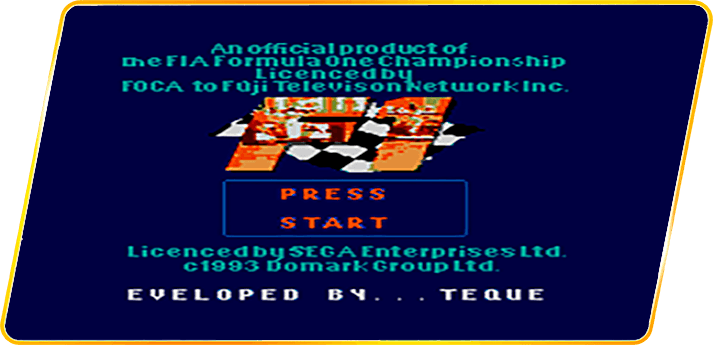 An official product of
the FIA Formula One Championship
Licenced by
FOCA to Fuji Televison Network Inc.
F1
PRESS
START
Licenced by SEGA Enterprises Ltd.
c1993 Domark Group Ltd.
EVELOPED BY...TEQUE